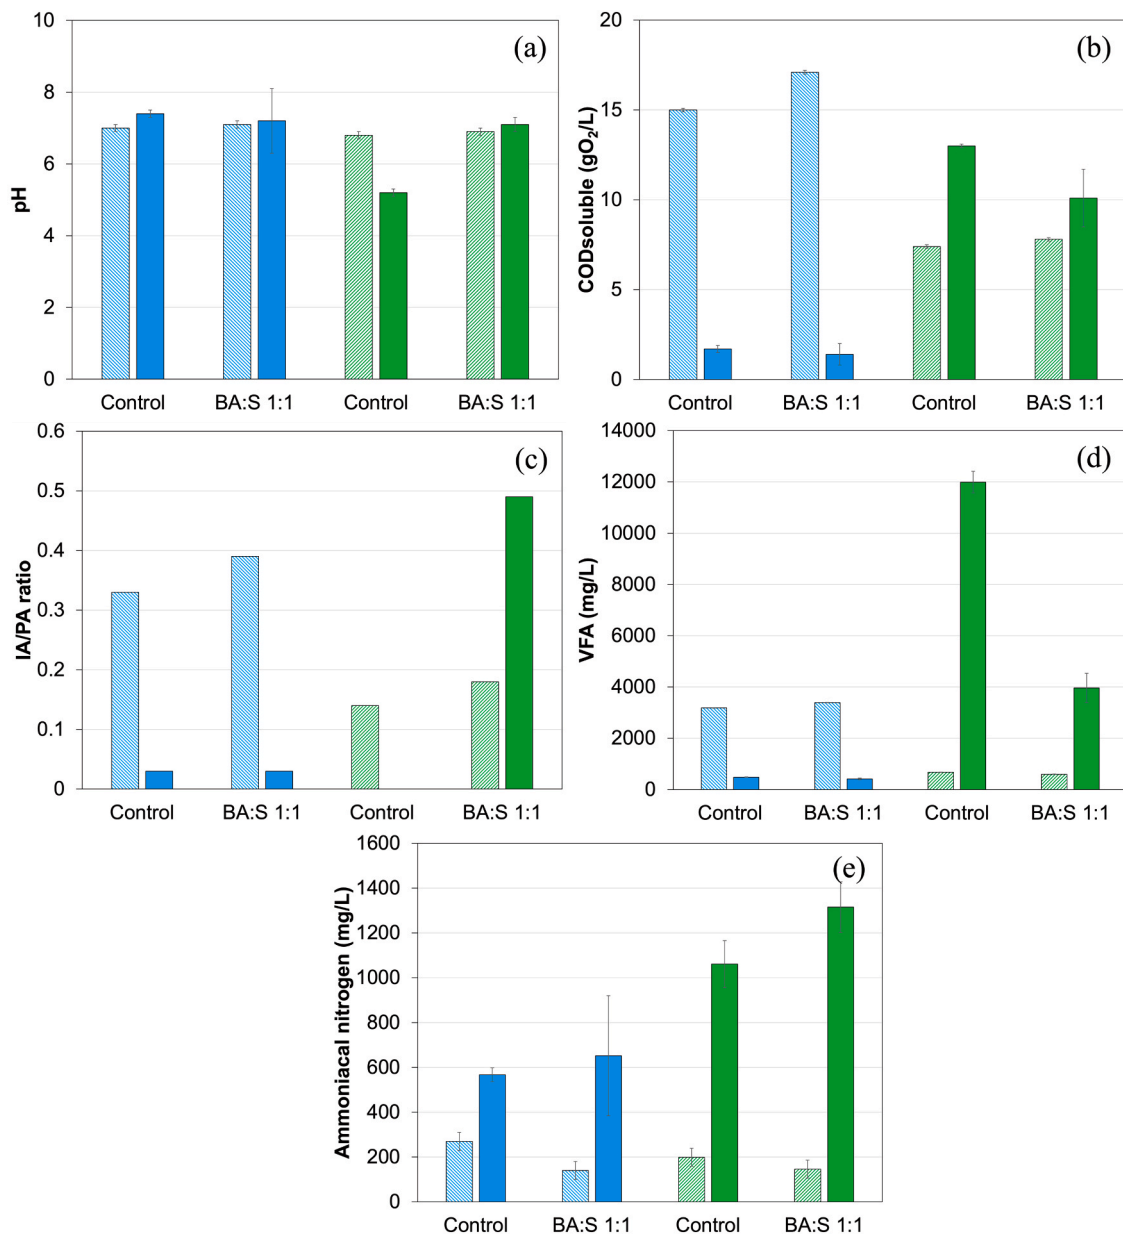 (a)
pH
10
8
6
4
2
0
Control
BA:S 1:1
Control
BA:S 1:1
(b)
CODsoluble (gO₂/L)
20
15
10
5
0
Control
BA:S 1:1
Control
BA:S 1:1
(c)
IA/PA ratio
0.6
0.5
0.4
0.3
0.2
0.1
0
Control
BA:S 1:1
Control
BA:S 1:1
(d)
VFA (mg/L)
14000
12000
10000
8000
6000
4000
2000
0
Control
BA:S 1:1
Control
BA:S 1:1
(e)
Ammoniacal nitrogen (mg/L)
1600
1400
1200
1000
800
600
400
200
0
Control
BA:S 1:1
Control
BA:S 1:1